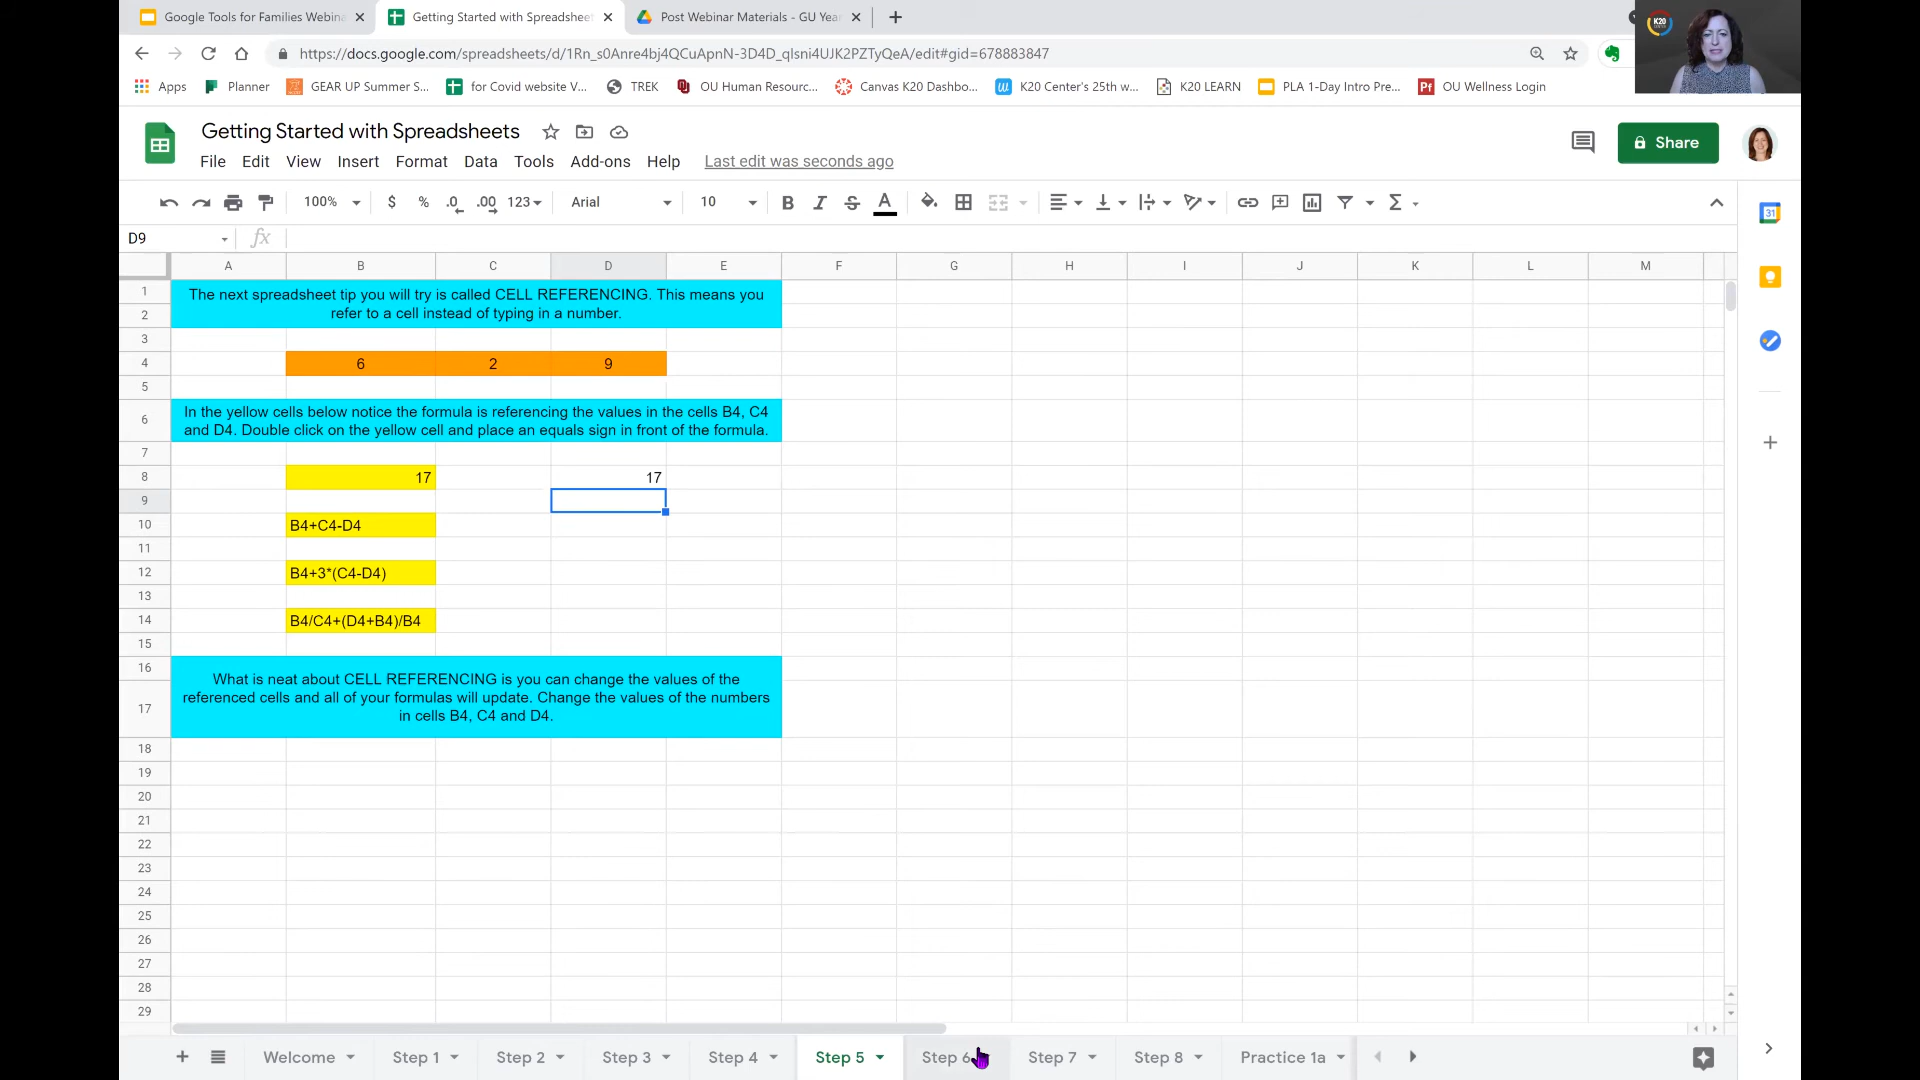 Google Tools for Families Webina
Getting Started with Spreadsheet
Post Webinar Materials - GU Yea
https://docs.google.com/spreadsheets/d/1Rn_s0Anre4bj4QCuApnN-3D4D_qlsni4UJK2PZTyQeA/edit#gid=678883847
K20
Apps Planner GEAR UP Summer S... for Covid website V... TREK OU Human Resourc... Canvas K20 Dashbo... K20 Center's 25th w... K20 LEARN PLA 1-Day Intro Pre... OU Wellness Login
Getting Started with Spreadsheets
Share
File Edit View Insert Format Data Tools Add-ons Help Last edit was seconds ago
100% $ % .0 .00 123 Arial 10 B I S A
31
D9 fx
A B C D E F G H I J K L M
1 The next spreadsheet tip you will try is called CELL REFERENCING. This means you
2 refer to a cell instead of typing in a number.
3
4 6 2 9
5
In the yellow cells below notice the formula is referencing the values in the cells B4, C4
6
and D4. Double click on the yellow cell and place an equals sign in front of the formula.
7
8 17 17
9
10 B4+C4-D4
11
12 B4+3*(C4-D4)
13
14 B4/C4+(D4+B4)/B4
15
16
What is neat about CELL REFERENCING is you can change the values of the
referenced cells and all of your formulas will update. Change the values of the numbers
17
in cells B4, C4 and D4.
18
19
20
21
22
23
24
25
26
27
28
29
Welcome Step 1 Step 2 Step 3 Step 4 Step 5 Step 6 Step 7 Step 8 Practice 1a